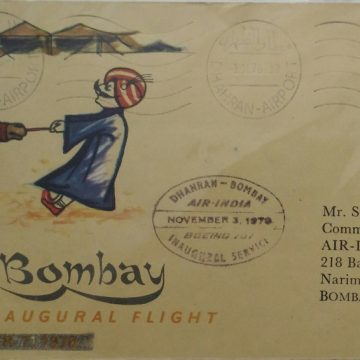 DHAHRAN-AIRPORT
DHAHRAN - BOMBAY
AIR-INDIA
NOVEMBER 3, 1976
BOEING 707
INAUGURAL SERVICE
Mr. S
Comm
AIR-I
218 Ba
Narim
BOMBA
Bombay
AUGURAL FLIGHT